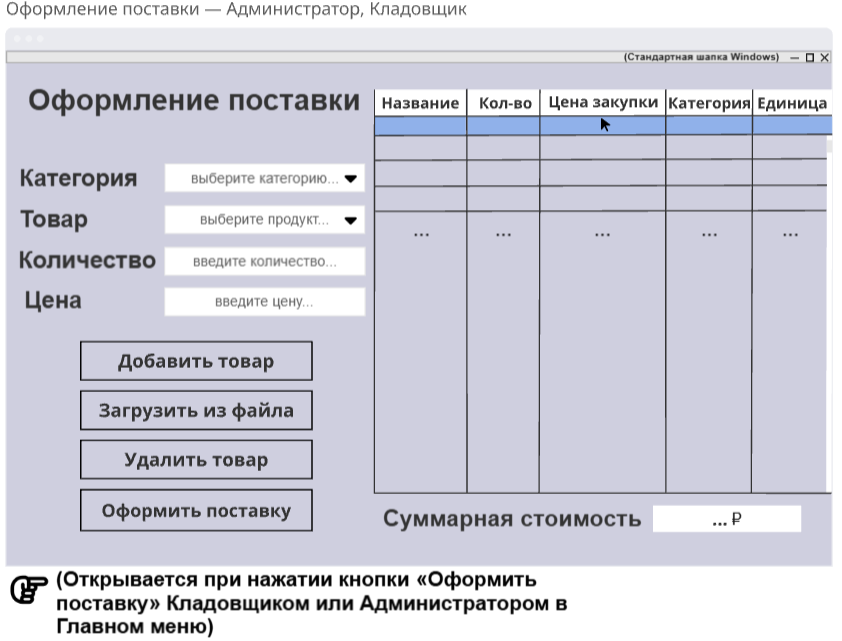 Оформление поставки — Администратор, Кладовщик
(Стандартная шапка Windows)
Оформление поставки
Название Кол-во Цена закупки Категория Единица
Категория выберите категорию...
Товар выберите продукт...
Количество введите количество...
Цена введите цену...
... ... ... ... ...
Добавить товар
Загрузить из файла
Удалить товар
Оформить поставку
Суммарная стоимость ... ₽
(Открывается при нажатии кнопки «Оформить
поставку» Кладовщиком или Администратором в
Главном меню)